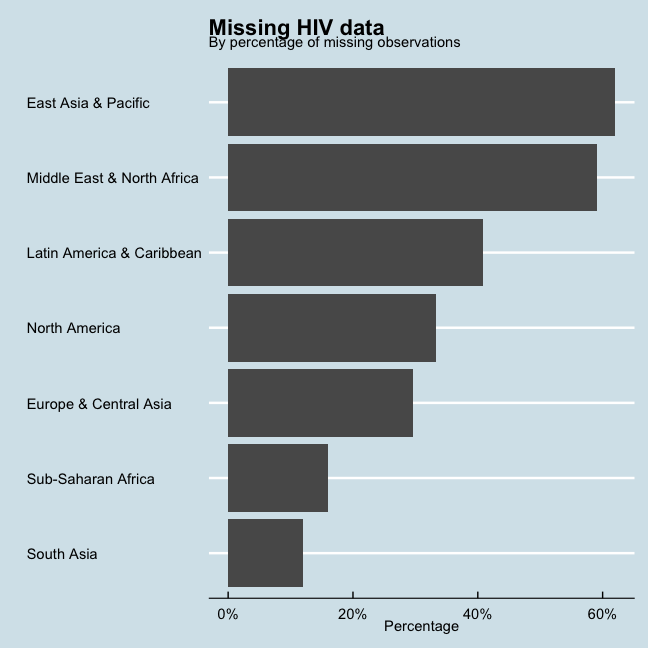 Missing HIV data
By percentage of missing observations
East Asia & Pacific
Middle East & North Africa
Latin America & Caribbean
North America
Europe & Central Asia
Sub-Saharan Africa
South Asia
0% 20% 40% 60%
Percentage